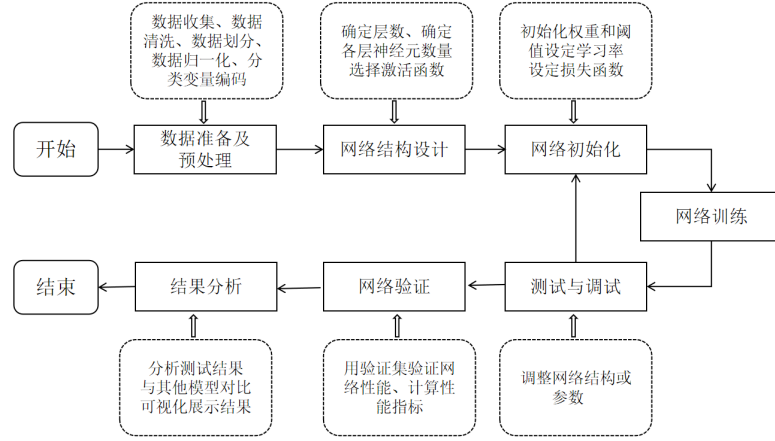 数据收集、数据
清洗、数据划分、
数据归一化、分
类变量编码
确定层数、确定
各层神经元数量
选择激活函数
初始化权重和阈
值设定学习率
设定损失函数
开始
数据准备及
预处理
网络结构设计
网络初始化
网络训练
结束
结果分析
网络验证
测试与调试
分析测试结果
与其他模型对比
可视化展示结果
用验证集验证网
络性能、计算性
能指标
调整网络结构或
参数